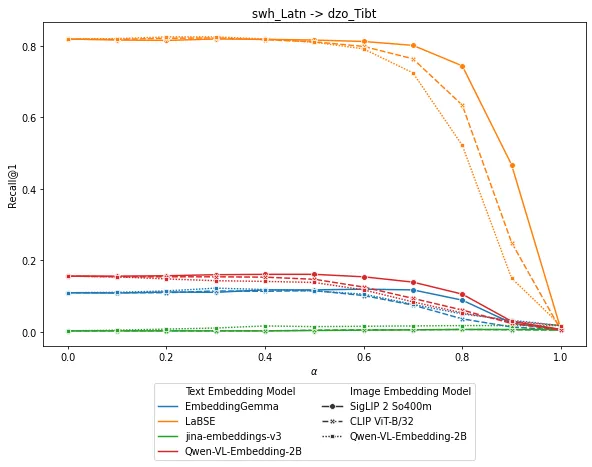 swh_Latn -> dzo_Tibt
Recall@1
0.8
0.6
0.4
0.2
0.0
0.0 0.2 0.4 0.6 0.8 1.0
α
Text Embedding Model
EmbeddingGemma
LaBSE
jina-embeddings-v3
Qwen-VL-Embedding-2B
Image Embedding Model
SigLIP 2 So400m
CLIP ViT-B/32
Qwen-VL-Embedding-2B